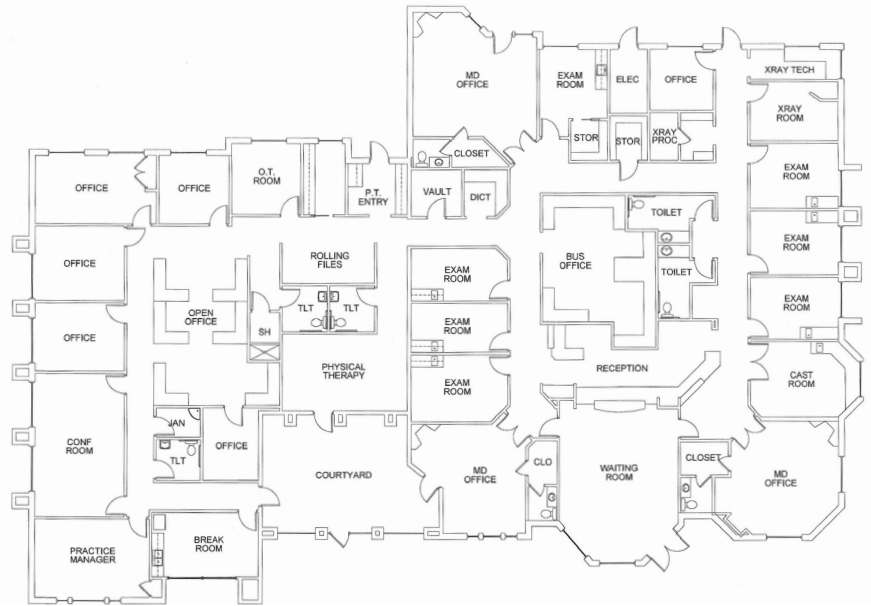 MD
OFFICE
EXAM
ROOM
ELEC
OFFICE
XRAY TECH
XRAY
ROOM
STOR
STOR
XRAY
PROC
CLOSET
EXAM
ROOM
OFFICE
OFFICE
O.T.
ROOM
P.T.
ENTRY
VAULT
DICT
TOILET
EXAM
ROOM
OFFICE
ROLLING
FILES
EXAM
ROOM
BUS
OFFICE
TOILET
EXAM
ROOM
OFFICE
OPEN
OFFICE
SH
TLT
TLT
EXAM
ROOM
PHYSICAL
THERAPY
EXAM
ROOM
RECEPTION
CAST
ROOM
CONF
ROOM
JAN
TLT
OFFICE
COURTYARD
MD
OFFICE
CLO
WAITING
ROOM
CLOSET
MD
OFFICE
PRACTICE
MANAGER
BREAK
ROOM